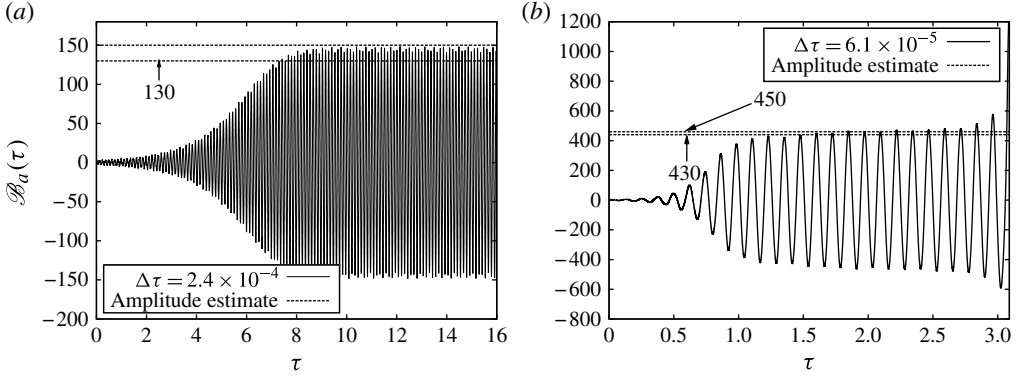 (a)
(b)
150
100
50
0
−50
−100
−150
−200
130
Δτ = 2.4 × 10⁻⁴
Amplitude estimate
0 2 4 6 8 10 12 14 16
τ
ℬₐ(τ)
1200
1000
800
600
400
200
0
−200
−400
−600
−800
Δτ = 6.1 × 10⁻⁵
Amplitude estimate
450
430
0 0.5 1.0 1.5 2.0 2.5 3.0
τ